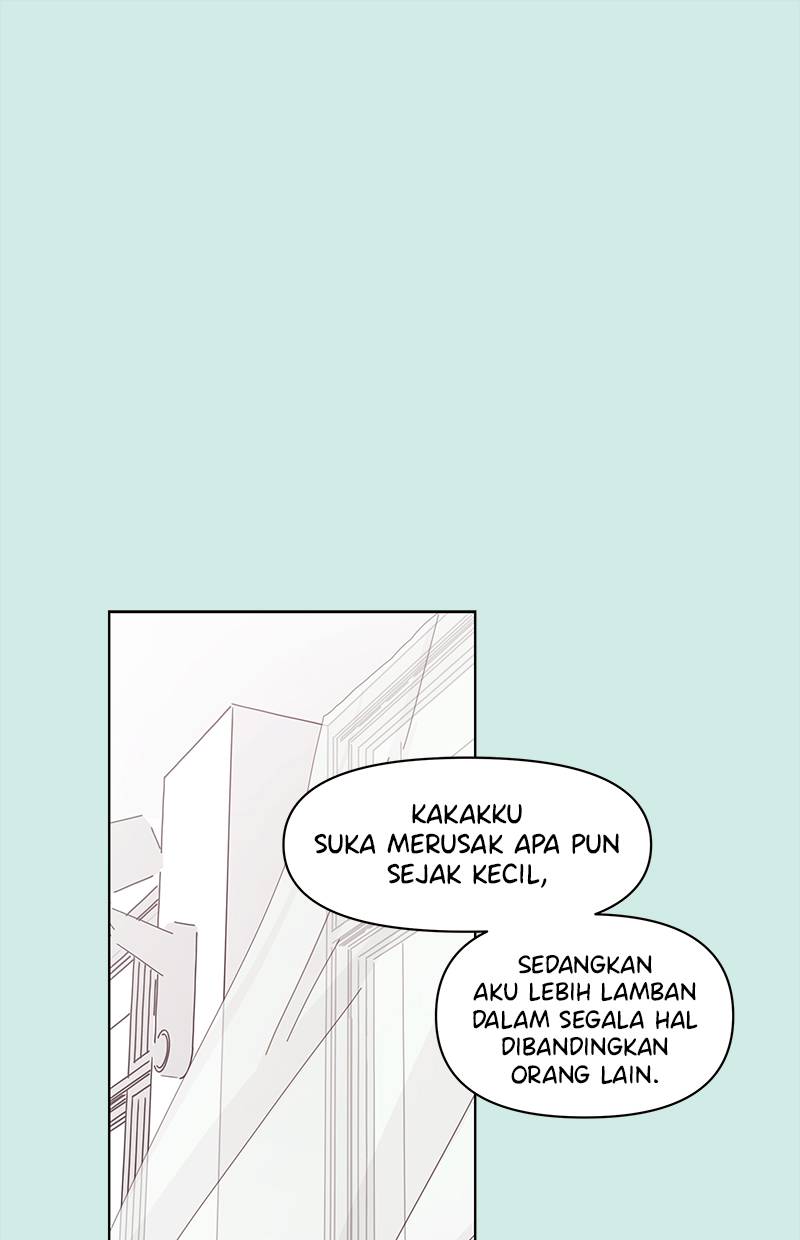 KAKAKKU
SUKA MERUSAK APA PUN
SEJAK KECIL,
SEDANGKAN
AKU LEBIH LAMBAN
DALAM SEGALA HAL
DIBANDINGKAN
ORANG LAIN.